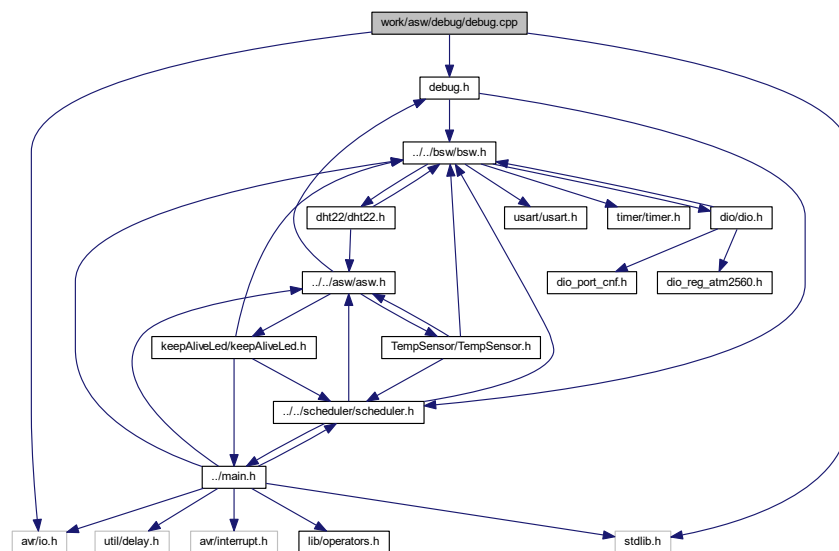 work/asw/debug/debug.cpp
debug.h
../../bsw/bsw.h
dht22/dht22.h
usart/usart.h
timer/timer.h
dio/dio.h
../../asw/asw.h
dio_port_cnf.h
dio_reg_atm2560.h
keepAliveLed/keepAliveLed.h
TempSensor/TempSensor.h
../../scheduler/scheduler.h
../main.h
avr/io.h
util/delay.h
avr/interrupt.h
lib/operators.h
stdlib.h